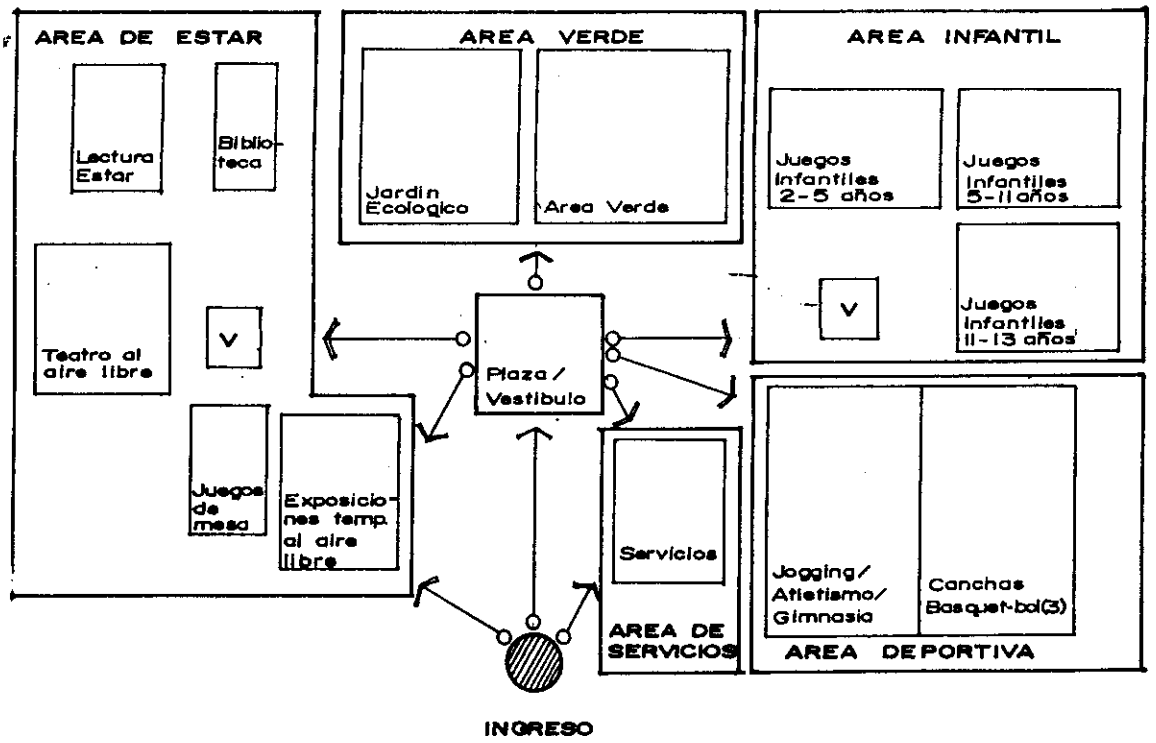 AREA DE ESTAR
Lectura
Estar
Biblio-
teca
Teatro al
aire libre
V
Juegos
de
mesa
Exposicio-
nes temp.
al aire
libre
AREA VERDE
Jardin
Ecologico
Area Verde
AREA INFANTIL
Juegos
Infantiles
2-5 años
Juegos
Infantiles
5-11 años
V
Juegos
Infantiles
11-13 años
Plaza/
Vestibulo
Servicios
AREA DE
SERVICIOS
Jogging/
Atletismo/
Gimnasia
Canchas
Basquet-bol(3)
AREA DEPORTIVA
INGRESO